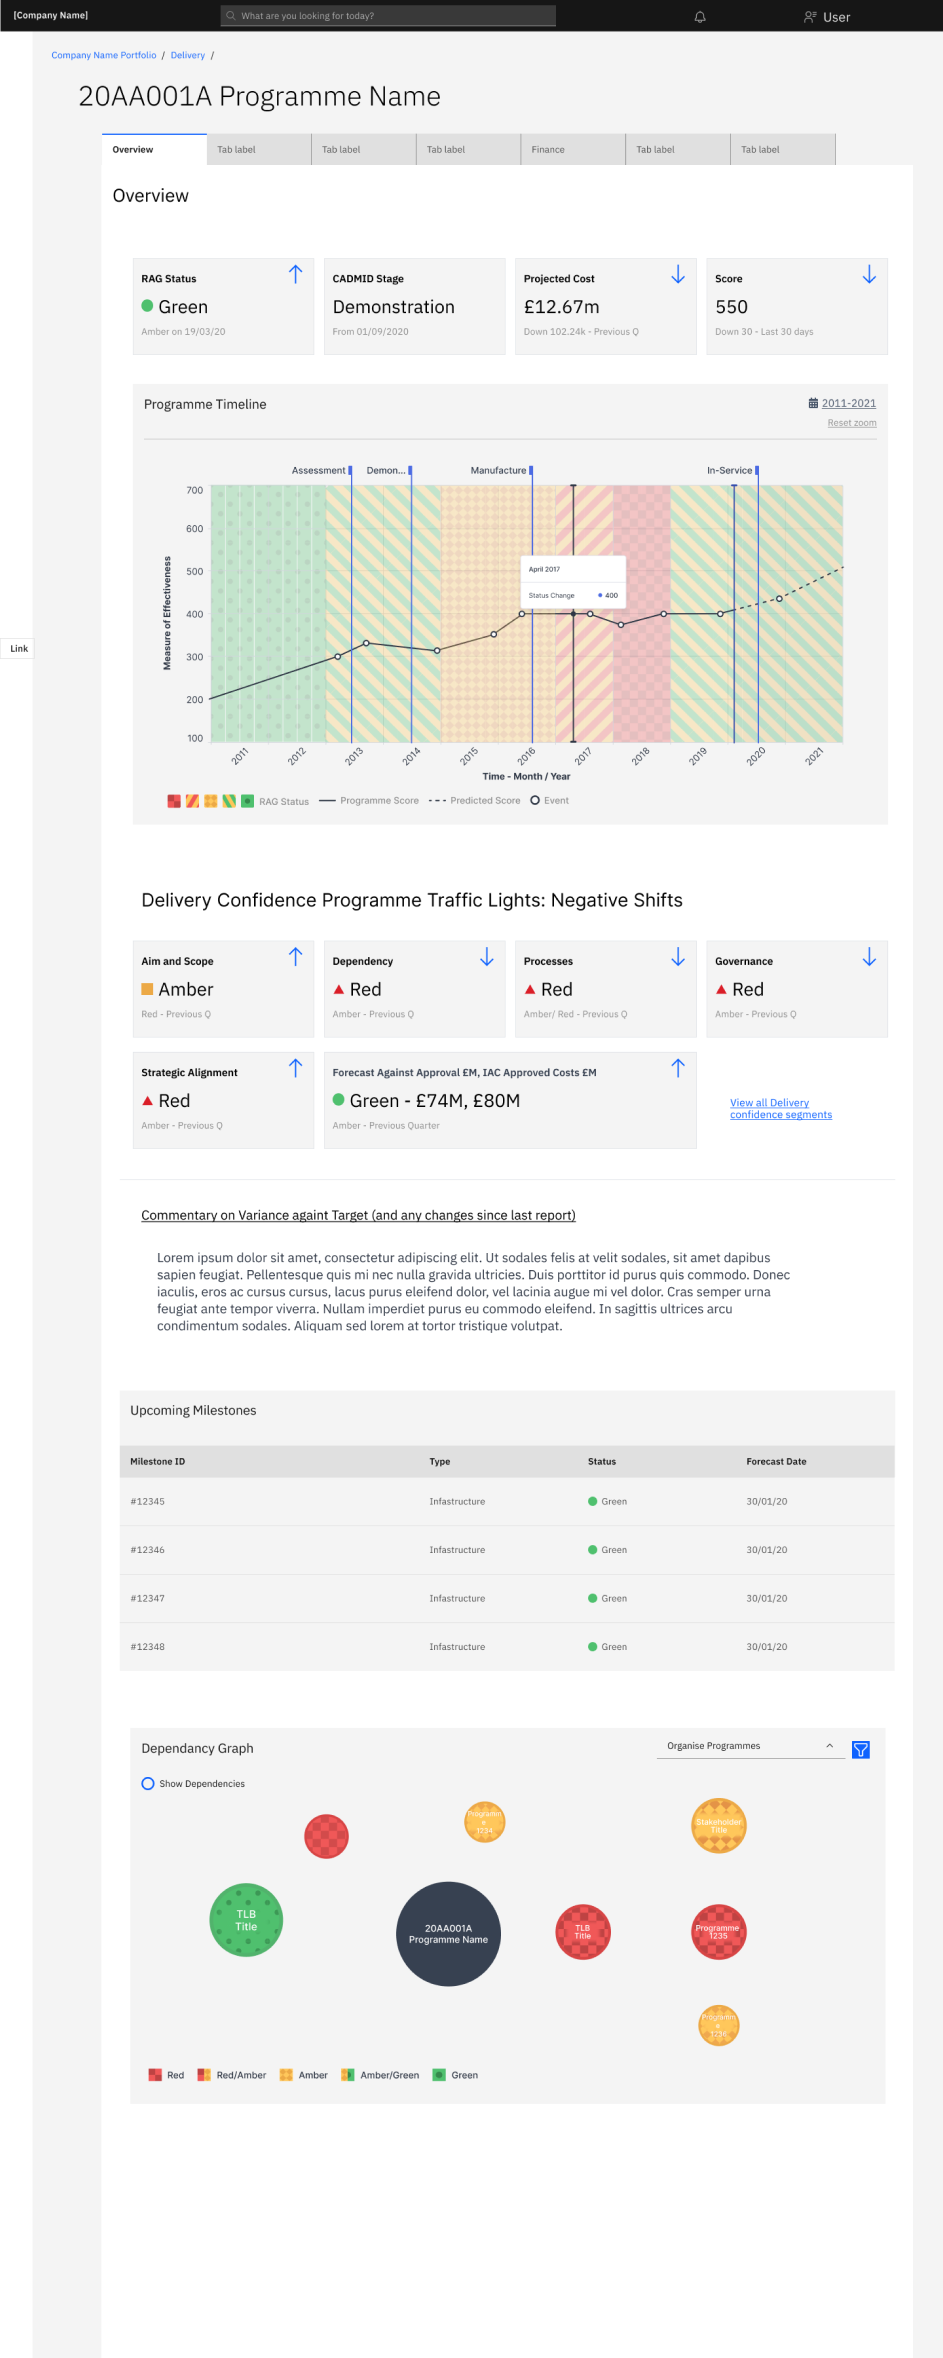 [Company Name]
What are you looking for today?
User
Company Name Portfolio / Delivery /
20AA001A Programme Name
Overview
Tab label
Tab label
Tab label
Finance
Tab label
Tab label
Overview
RAG Status
Green
Amber on 19/03/20
CADMID Stage
Demonstration
From 01/09/2020
Projected Cost
£12.67m
Down 102.24k - Previous Q
Score
550
Down 30 - Last 30 days
Programme Timeline
2011-2021
Reset zoom
Assessment
Demon...
Manufacture
In-Service
700
600
500
400
300
200
100
Measure of Effectiveness
April 2017
Status Change
400
2011
2012
2013
2014
2015
2016
2017
2018
2019
2020
2021
Time - Month / Year
RAG Status
Programme Score
Predicted Score
Event
Link
Delivery Confidence Programme Traffic Lights: Negative Shifts
Aim and Scope
Amber
Red - Previous Q
Dependency
Red
Amber - Previous Q
Processes
Red
Amber/ Red - Previous Q
Governance
Red
Amber - Previous Q
Strategic Alignment
Red
Amber - Previous Q
Forecast Against Approval £M, IAC Approved Costs £M
Green - £74M, £80M
Amber - Previous Quarter
View all Delivery
confidence segments
Commentary on Variance againt Target (and any changes since last report)
Lorem ipsum dolor sit amet, consectetur adipiscing elit. Ut sodales felis at velit sodales, sit amet dapibus
sapien feugiat. Pellentesque quis mi nec nulla gravida ultricies. Duis porttitor id purus quis commodo. Donec
iaculis, eros ac cursus cursus, lacus purus eleifend dolor, vel lacinia augue mi vel dolor. Cras semper urna
feugiat ante tempor viverra. Nullam imperdiet purus eu commodo eleifend. In sagittis ultrices arcu
condimentum sodales. Aliquam sed lorem at tortor tristique volutpat.
Upcoming Milestones
Milestone ID
Type
Status
Forecast Date
#12345
Infastructure
Green
30/01/20
#12346
Infastructure
Green
30/01/20
#12347
Infastructure
Green
30/01/20
#12348
Infastructure
Green
30/01/20
Dependancy Graph
Organise Programmes
Show Dependencies
Programm
e
1234
Stakeholder
Title
TLB
Title
20AA001A
Programme Name
TLB
Title
Programme
1235
Programm
e
1236
Red
Red/Amber
Amber
Amber/Green
Green